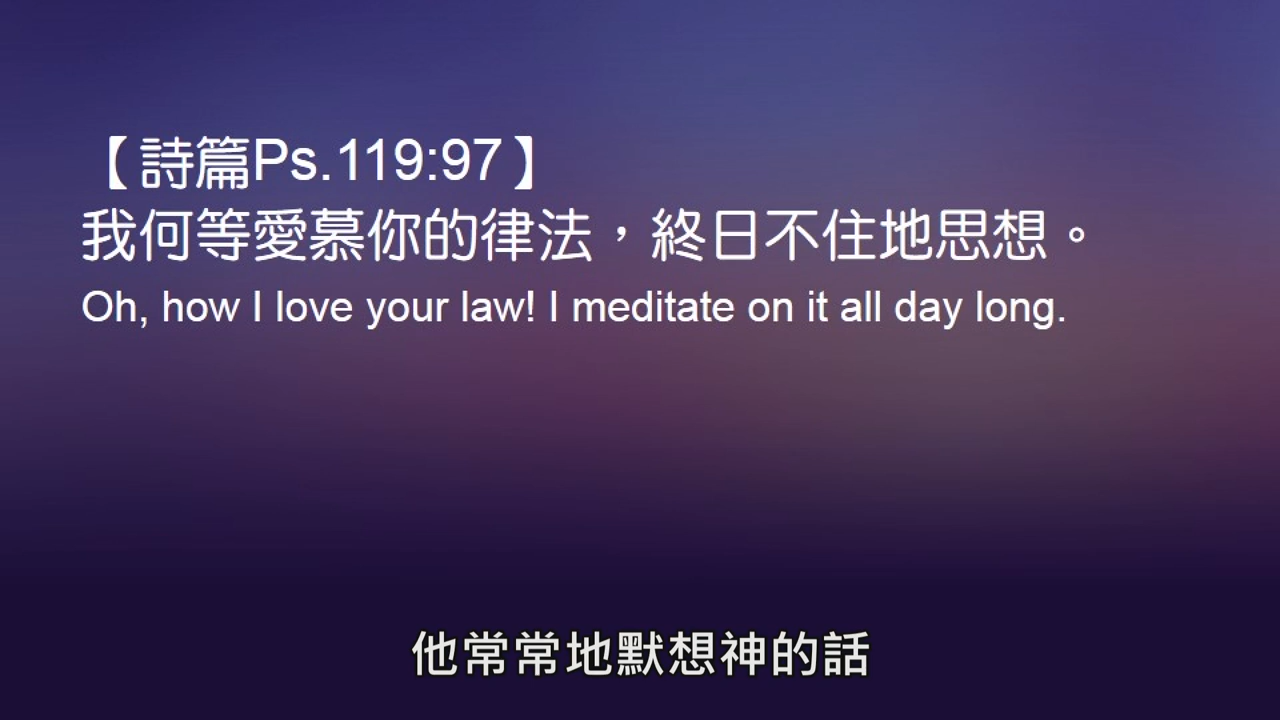 【詩篇Ps.119:97】
我何等愛慕你的律法，終日不住地思想。
Oh, how I love your law! I meditate on it all day long.
他常常地默想神的話